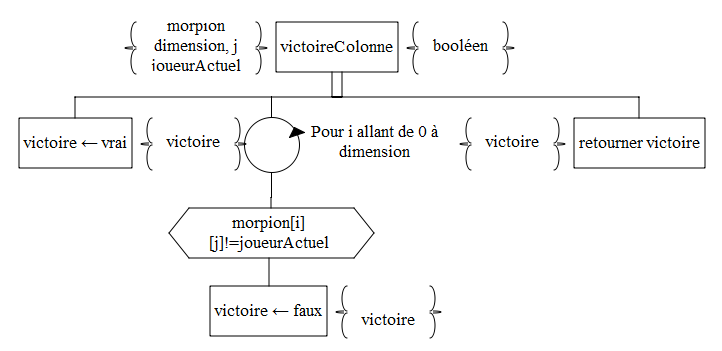 morpion
dimension, j
joueurActuel
victoireColonne
booléen
victoire ← vrai
victoire
Pour i allant de 0 à
dimension
victoire
retourner victoire
morpion[i]
[j]!=joueurActuel
victoire ← faux
victoire